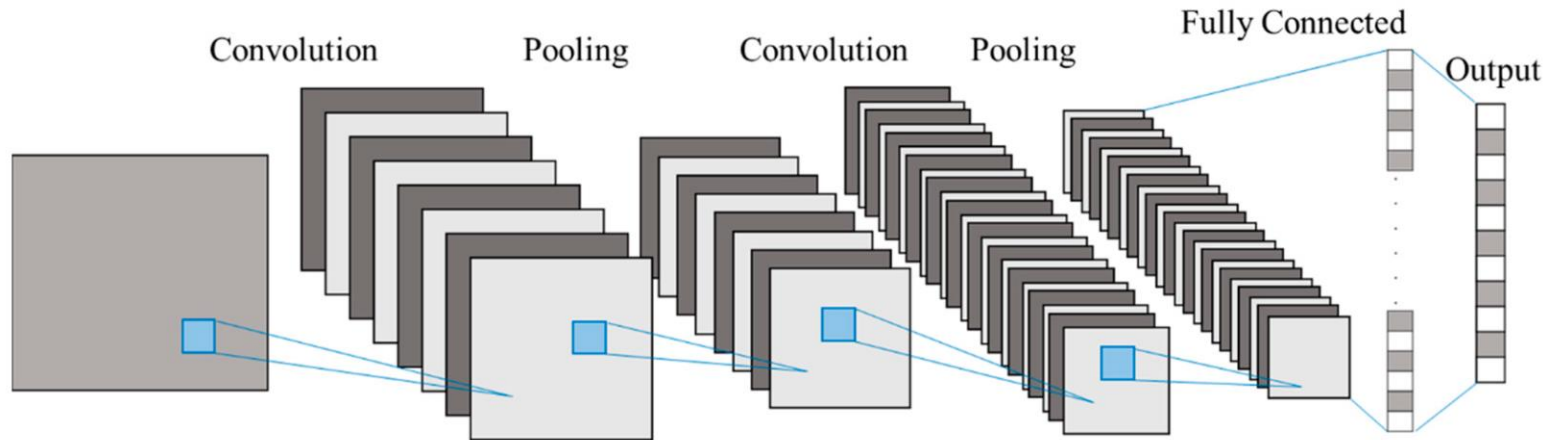 Convolution
Pooling
Convolution
Pooling
Fully Connected
Output